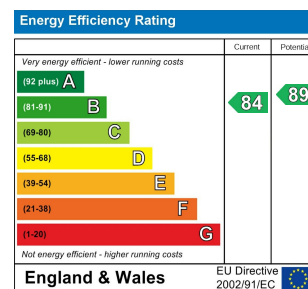 Energy Efficiency Rating
Current Potentia
Very energy efficient - lower running costs
(92 plus) A
(81-91) B
84
89
(69-80) C
(55-68) D
(39-54) E
(21-38) F
(1-20) G
Not energy efficient - higher running costs
England & Wales
EU Directive
2002/91/EC